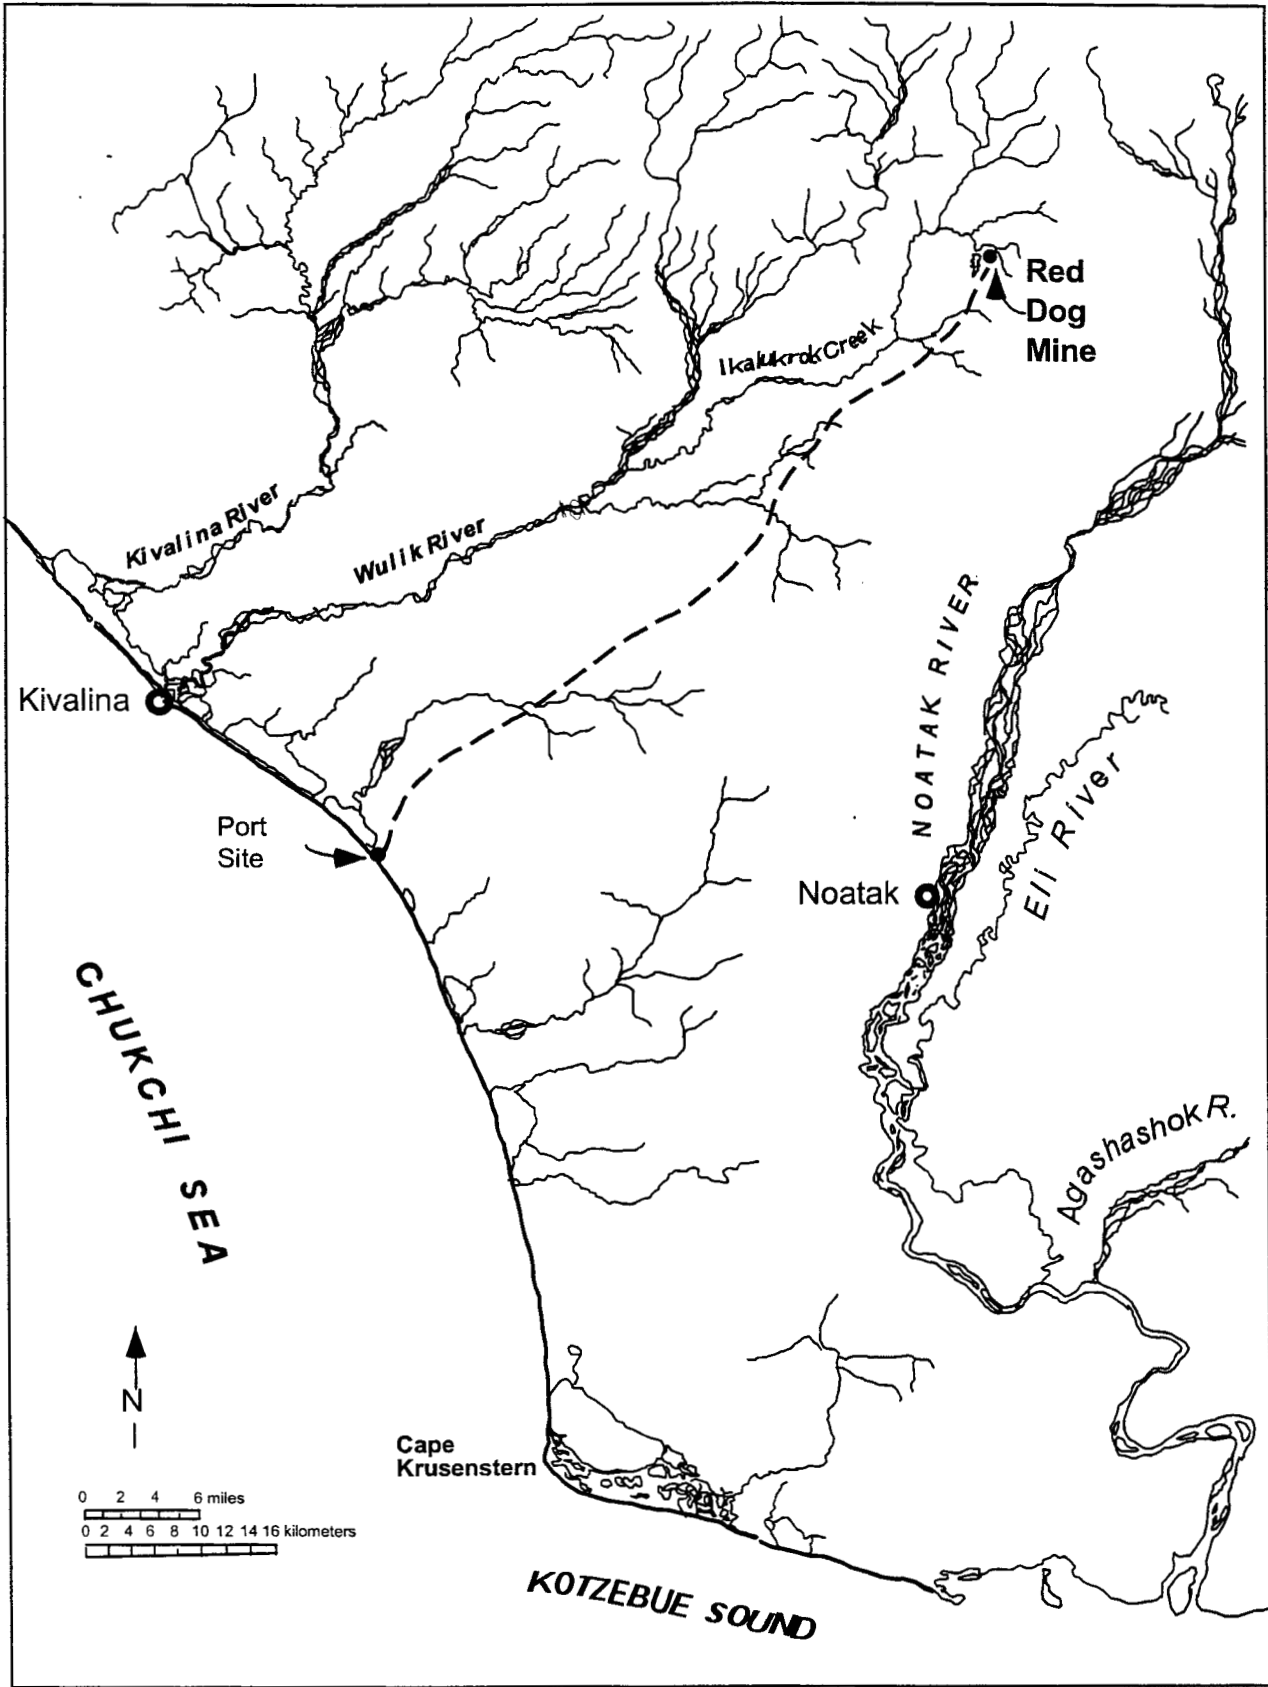 Red
Dog
Mine
Ikalukrok Creek
Kivalina River
Wulik River
NOATAK RIVER
Kivalina
Eli River
Port
Site
Noatak
CHUKCHI SEA
Agashashok R.
N
Cape
Krusenstern
0 2 4 6 miles
0 2 4 6 8 10 12 14 16 kilometers
KOTZEBUE SOUND